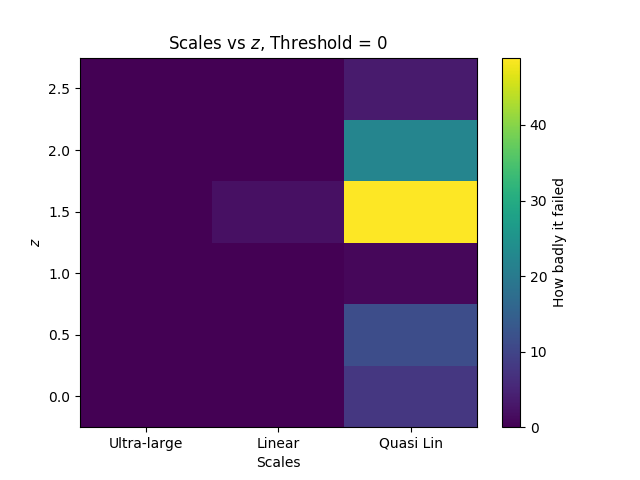 Scales vs z, Threshold = 0
2.5
2.0
1.5
1.0
0.5
0.0
z
Ultra-large Linear Quasi Lin
Scales
40
30
20
10
0
How badly it failed